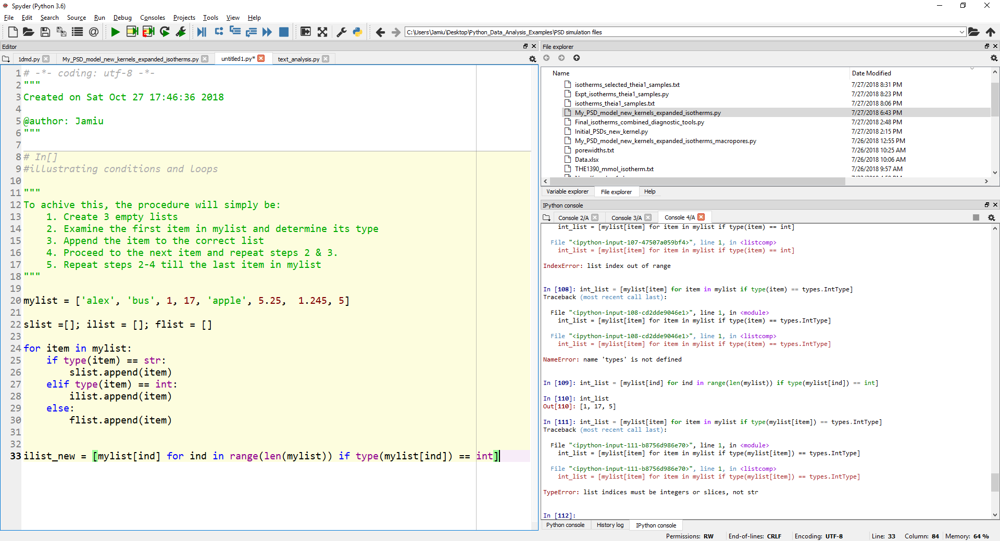 Spyder (Python 3.6)
File Edit Search Source Run Debug Consoles Projects Tools View Help
C:\Users\Jamiu\Desktop\Python_Data_Analysis_Examples\PSD simulation files
Editor
1dmd.py My_PSD_model_new_kernels_expanded_isotherms.py untitled1.py* text_analysis.py
1 # -*- coding: utf-8 -*-
2 """
3 Created on Sat Oct 27 17:46:36 2018
4
5 @author: Jamiu
6 """
7
8 # In[]
9 #illustrating conditions and loops
10
11 """
12 To achive this, the procedure will simply be:
13     1. Create 3 empty lists
14     2. Examine the first item in mylist and determine its type
15     3. Append the item to the correct list
16     4. Proceed to the next item and repeat steps 2 & 3.
17     5. Repeat steps 2-4 till the last item in mylist
18 """
19
20 mylist = ['alex', 'bus', 1, 17, 'apple', 5.25,  1.245, 5]
21
22 slist =[]; ilist = []; flist = []
23
24 for item in mylist:
25     if type(item) == str:
26         slist.append(item)
27     elif type(item) == int:
28         ilist.append(item)
29     else:
30         flist.append(item)
31
32
33 ilist_new = [mylist[ind] for ind in range(len(mylist)) if type(mylist[ind]) == int]
File explorer
Name Date Modified
isotherms_selected_theia1_samples.txt 7/27/2018 8:31 PM
Expt_isotherms_theia1_samples.py 7/27/2018 8:23 PM
isotherms_theia1_samples.txt 7/27/2018 8:06 PM
My_PSD_model_new_kernels_expanded_isotherms.py 7/27/2018 6:43 PM
Final_isotherms_combined_diagnostic_tools.py 7/27/2018 2:48 PM
Initial_PSDs_new_kernel.py 7/27/2018 2:15 PM
My_PSD_model_new_kernels_expanded_isotherms_macropores.py 7/26/2018 12:55 PM
porewidths.txt 7/26/2018 10:25 AM
Data.xlsx 7/26/2018 10:06 AM
THE1390_mmol_isotherm.txt 7/26/2018 9:57 AM
Variable explorer File explorer Help
IPython console
Console 2/A Console 3/A Console 4/A
int_list = [mylist[item] for item in mylist if type(item) == int]
File "<ipython-input-107-47507a059bf4>", line 1, in <listcomp>
int_list = [mylist[item] for item in mylist if type(item) == int]
IndexError: list index out of range
In [108]: int_list = [mylist[item] for item in mylist if type(item) == types.IntType]
Traceback (most recent call last):
File "<ipython-input-108-cd2dde9046e1>", line 1, in <module>
int_list = [mylist[item] for item in mylist if type(item) == types.IntType]
File "<ipython-input-108-cd2dde9046e1>", line 1, in <listcomp>
int_list = [mylist[item] for item in mylist if type(item) == types.IntType]
NameError: name 'types' is not defined
In [109]: int_list = [mylist[ind] for ind in range(len(mylist)) if type(mylist[ind]) == int]
In [110]: int_list
Out[110]: [1, 17, 5]
In [111]: int_list = [mylist[item] for item in mylist if type(mylist[item]) == types.IntType]
Traceback (most recent call last):
File "<ipython-input-111-b8756d986e70>", line 1, in <module>
int_list = [mylist[item] for item in mylist if type(mylist[item]) == types.IntType]
File "<ipython-input-111-b8756d986e70>", line 1, in <listcomp>
int_list = [mylist[item] for item in mylist if type(mylist[item]) == types.IntType]
TypeError: list indices must be integers or slices, not str
In [112]:
Python console History log IPython console
Permissions: RW End-of-lines: CRLF Encoding: UTF-8 Line: 33 Column: 84 Memory: 64 %